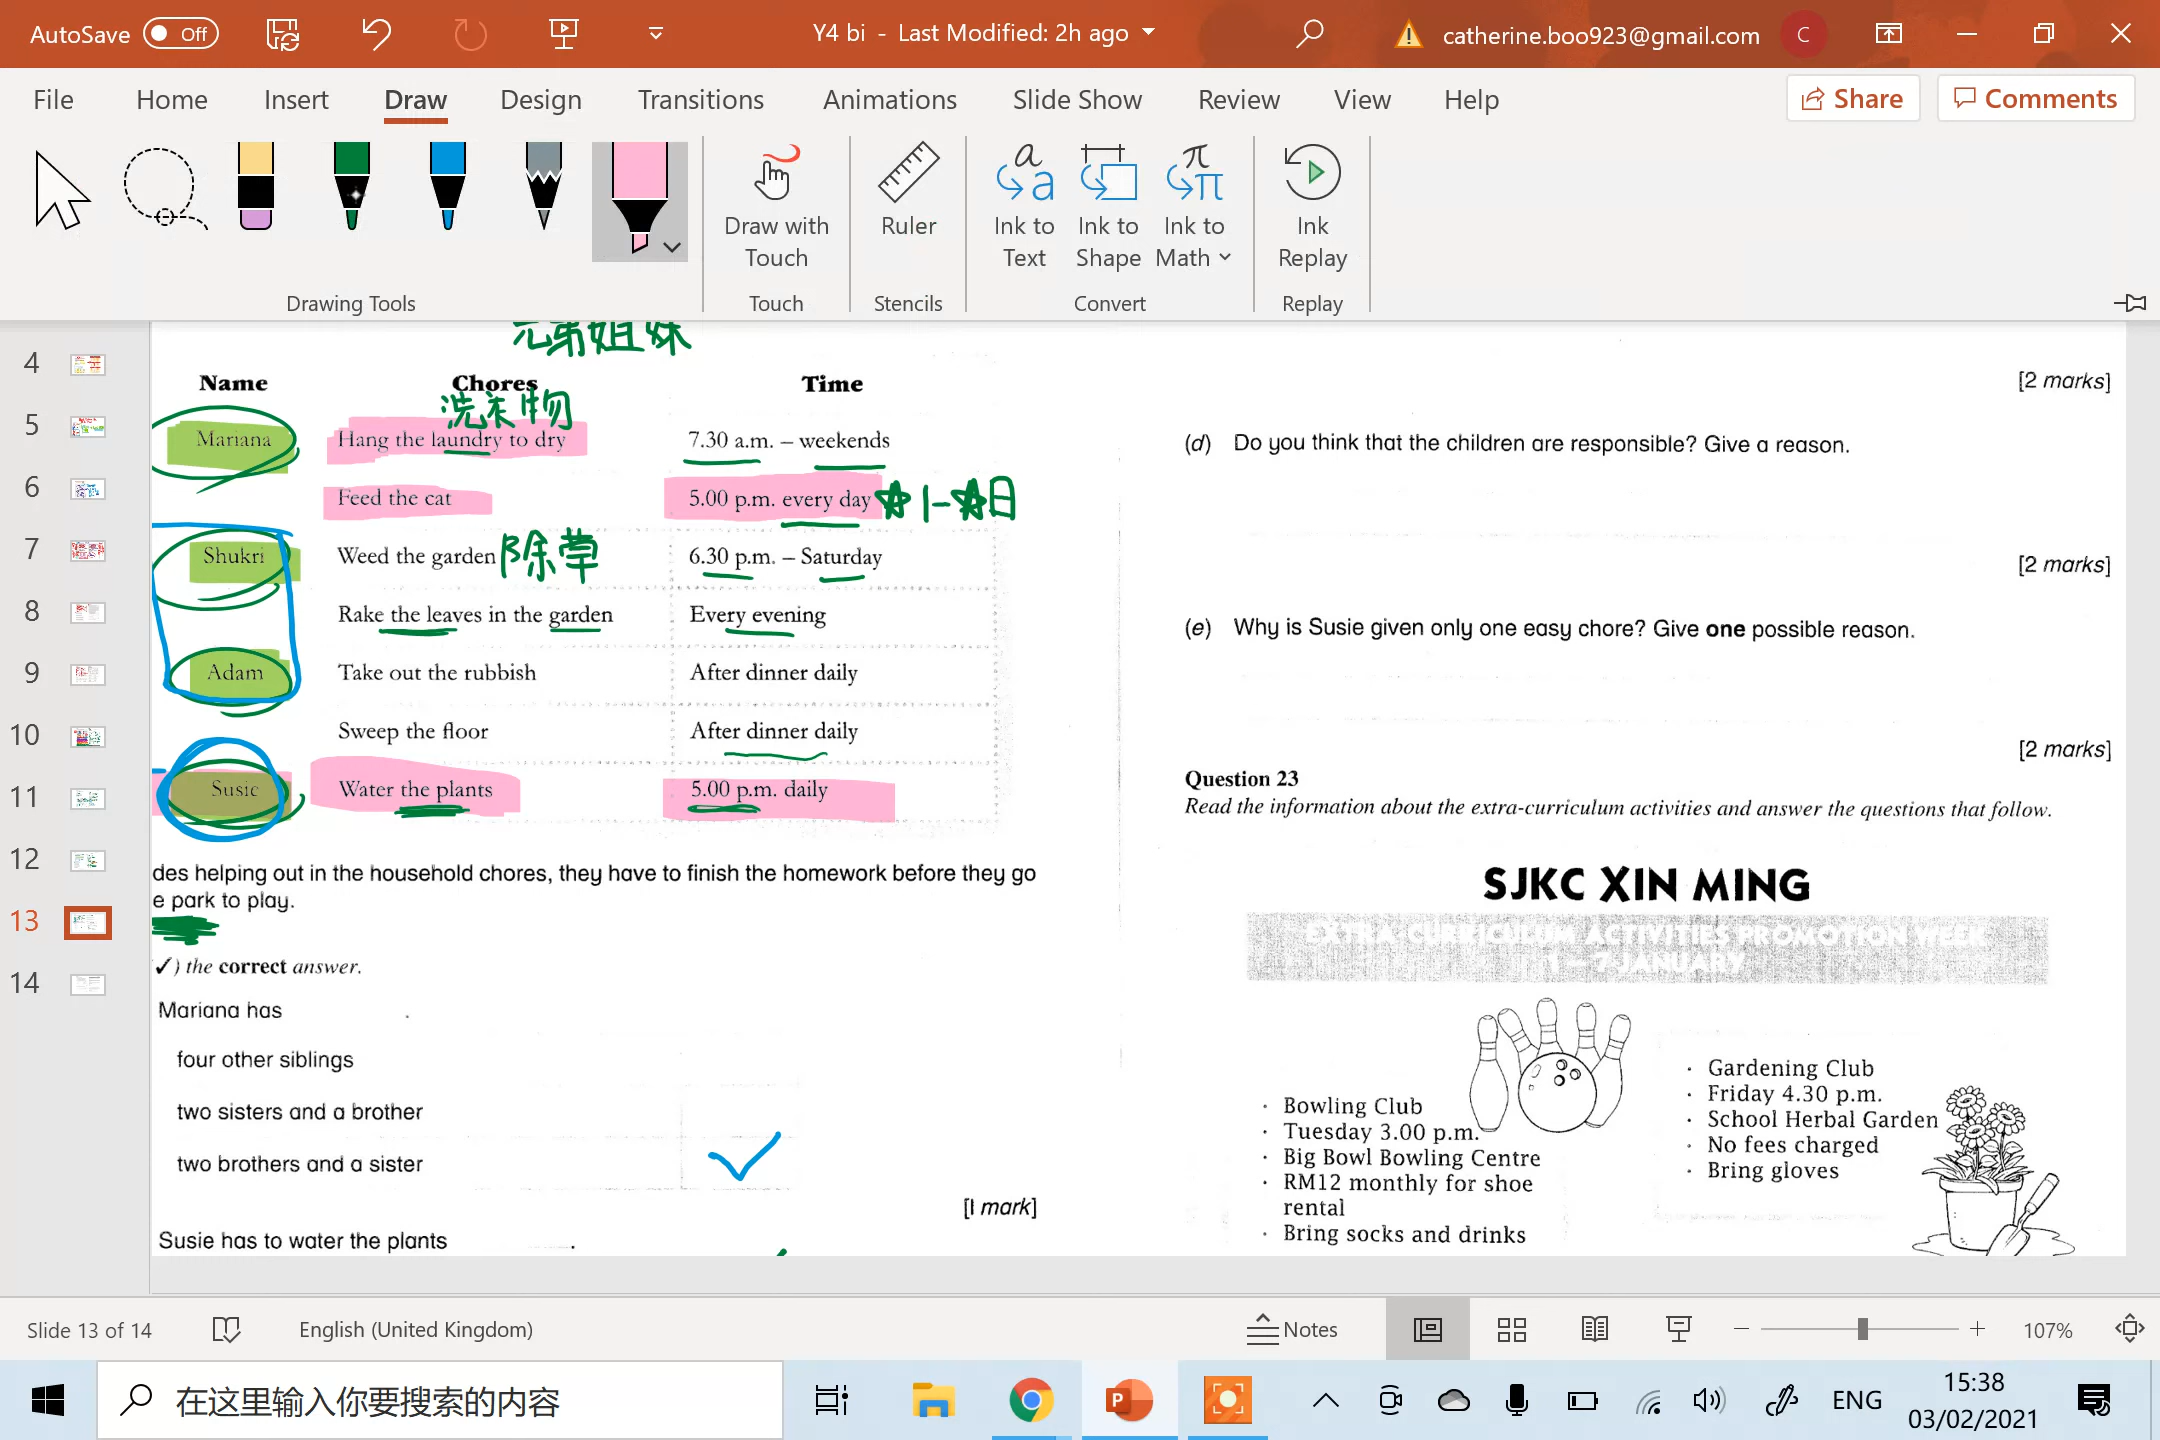 AutoSave Off Y4 bi - Last Modified: 2h ago catherine.boo923@gmail.com C
File Home Insert Draw Design Transitions Animations Slide Show Review View Help Share Comments
Draw with Touch
Ruler
Ink to Text
Ink to Shape
Ink to Math
Ink Replay
Drawing Tools Touch Stencils Convert Replay
4
5
6
7
8
9
10
11
12
13
14
兄弟姐妹
Name Chores Time
洗衣物
Mariana Hang the laundry to dry 7.30 a.m. – weekends
Feed the cat 5.00 p.m. every day 1-日
Shukri Weed the garden 除草 6.30 p.m. – Saturday
Rake the leaves in the garden Every evening
Adam Take out the rubbish After dinner daily
Sweep the floor After dinner daily
Susie Water the plants 5.00 p.m. daily
des helping out in the household chores, they have to finish the homework before they go
e park to play.
✓) the correct answer.
Mariana has .
four other siblings
two sisters and a brother
two brothers and a sister ✓
[1 mark]
Susie has to water the plants .
[2 marks]
(d) Do you think that the children are responsible? Give a reason.
[2 marks]
(e) Why is Susie given only one easy chore? Give one possible reason.
[2 marks]
Question 23
Read the information about the extra-curriculum activities and answer the questions that follow.
SJKC XIN MING
EXTRA-CURRICULUM ACTIVITIES PROMOTION WEEK
1 – 7 JANUARY
· Bowling Club
· Tuesday 3.00 p.m.
· Big Bowl Bowling Centre
· RM12 monthly for shoe
rental
· Bring socks and drinks
· Gardening Club
· Friday 4.30 p.m.
· School Herbal Garden
· No fees charged
· Bring gloves
Slide 13 of 14 English (United Kingdom) Notes 107%
在这里输入你要搜索的内容 ENG 15:38
03/02/2021